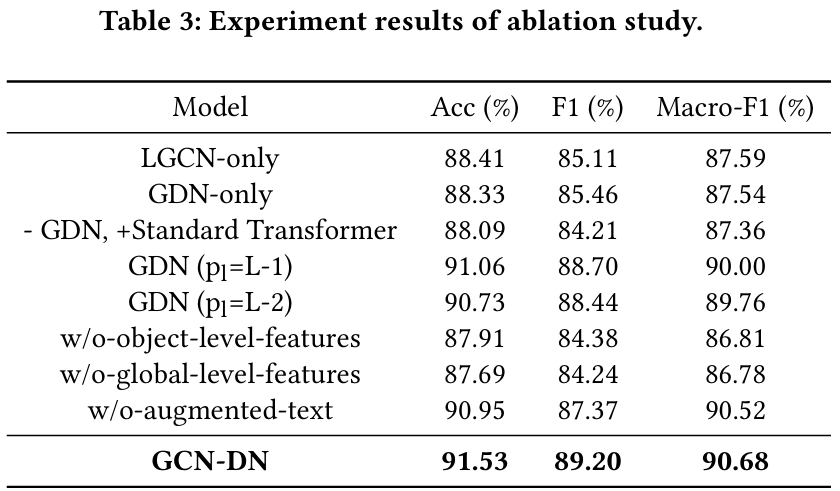 Table 3: Experiment results of ablation study.
Model Acc (%) F1 (%) Macro-F1 (%)
LGCN-only 88.41 85.11 87.59
GDN-only 88.33 85.46 87.54
- GDN, +Standard Transformer 88.09 84.21 87.36
GDN (pl=L-1) 91.06 88.70 90.00
GDN (pl=L-2) 90.73 88.44 89.76
w/o-object-level-features 87.91 84.38 86.81
w/o-global-level-features 87.69 84.24 86.78
w/o-augmented-text 90.95 87.37 90.52
GCN-DN 91.53 89.20 90.68